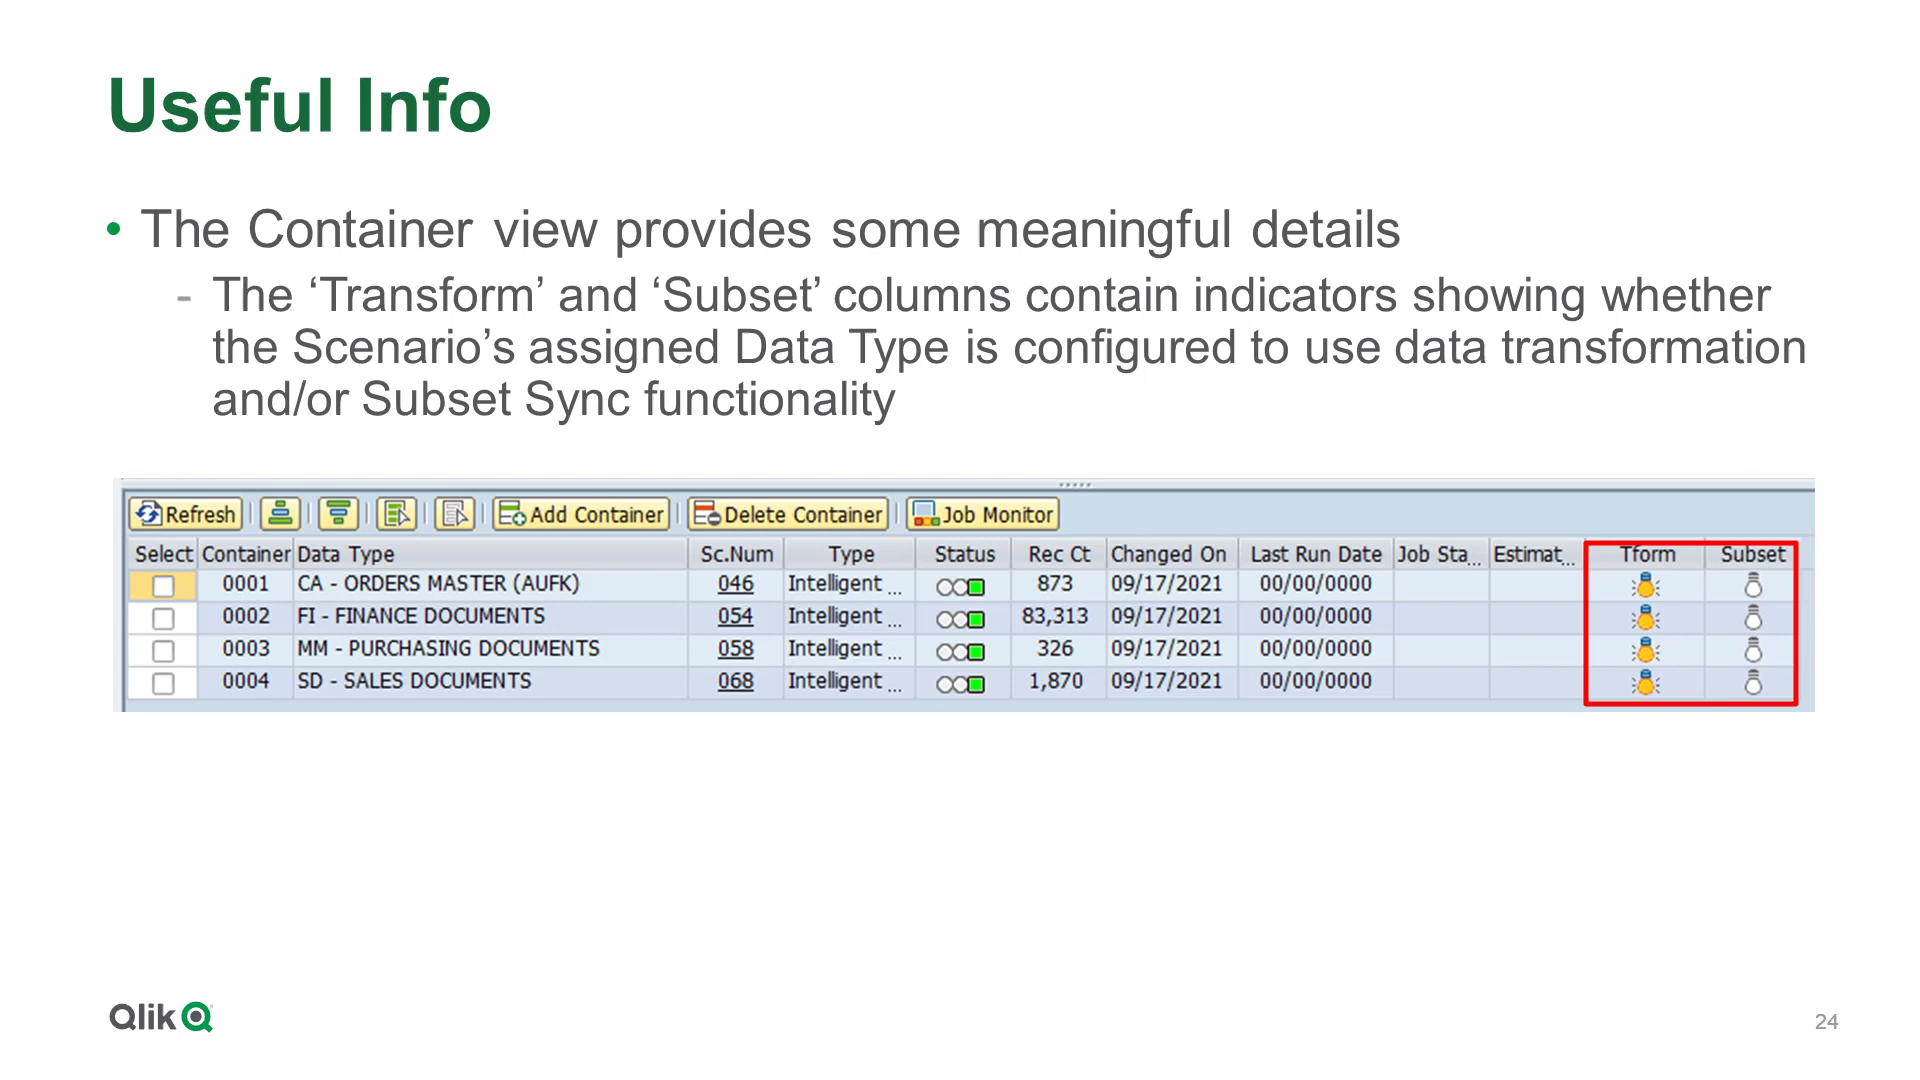 Useful Info
• The Container view provides some meaningful details
- The ‘Transform’ and ‘Subset’ columns contain indicators showing whether
the Scenario’s assigned Data Type is configured to use data transformation
and/or Subset Sync functionality
Refresh Add Container Delete Container Job Monitor
Select Container Data Type Sc.Num Type Status Rec Ct Changed On Last Run Date Job Sta... Estimat... Tform Subset
0001 CA - ORDERS MASTER (AUFK) 046 Intelligent ... 873 09/17/2021 00/00/0000
0002 FI - FINANCE DOCUMENTS 054 Intelligent ... 83,313 09/17/2021 00/00/0000
0003 MM - PURCHASING DOCUMENTS 058 Intelligent ... 326 09/17/2021 00/00/0000
0004 SD - SALES DOCUMENTS 068 Intelligent ... 1,870 09/17/2021 00/00/0000
Qlik
24